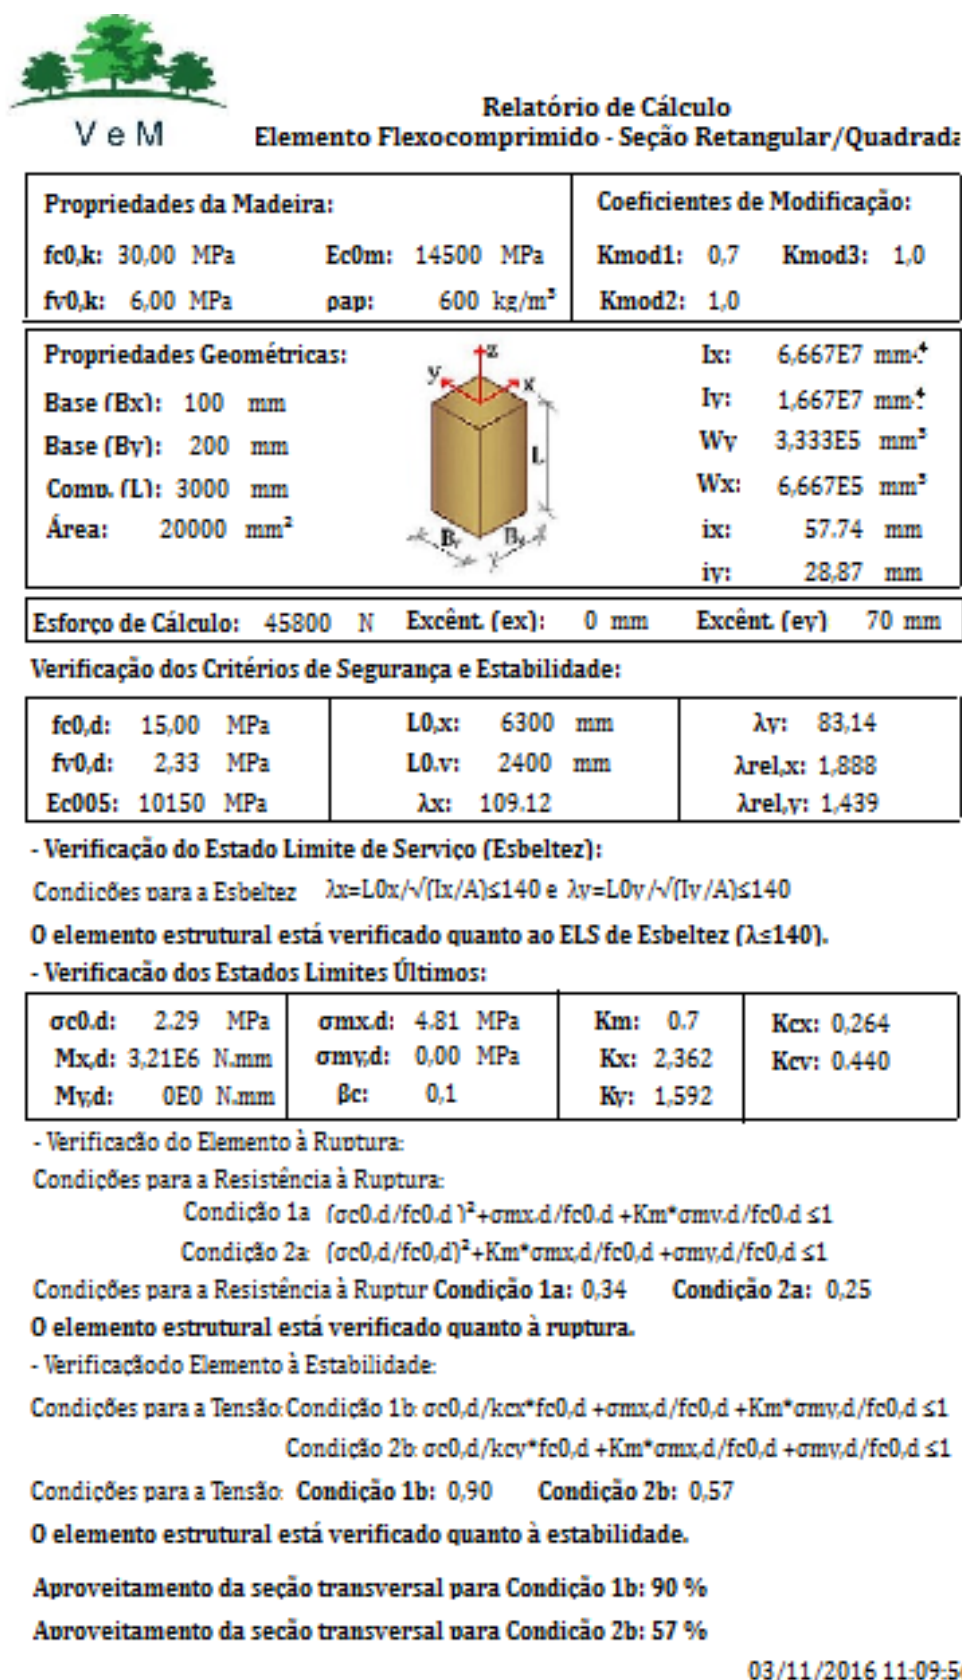 V e M
Relatório de Cálculo
Elemento Flexocomprimido - Seção Retangular/Quadrada
Propriedades da Madeira:
fc0,k: 30,00 MPa Ec0m: 14500 MPa
fv0,k: 6,00 MPa ρap: 600 kg/m³
Coeficientes de Modificação:
Kmod1: 0,7 Kmod3: 1,0
Kmod2: 1,0
Propriedades Geométricas:
Base (Bx): 100 mm
Base (By): 200 mm
Comp. (L): 3000 mm
Área: 20000 mm²
z
y x
L
By Bx
Ix: 6,667E7 mm⁴
Iy: 1,667E7 mm⁴
Wy 3,333E5 mm³
Wx: 6,667E5 mm³
ix: 57.74 mm
iy: 28,87 mm
Esforço de Cálculo: 45800 N Excênt. (ex): 0 mm Excênt. (ey) 70 mm
Verificação dos Critérios de Segurança e Estabilidade:
fc0,d: 15,00 MPa L0,x: 6300 mm λy: 83,14
fv0,d: 2,33 MPa L0.y: 2400 mm λrel,x: 1,888
Ec005: 10150 MPa λx: 109.12 λrel,y: 1,439
- Verificação do Estado Limite de Serviço (Esbeltez):
Condições para a Esbeltez λx=L0x/√(Ix/A)≤140 e λy=L0y/√(Iy/A)≤140
O elemento estrutural está verificado quanto ao ELS de Esbeltez (λ≤140).
- Verificação dos Estados Limites Últimos:
σc0.d: 2.29 MPa σmx.d: 4.81 MPa Km: 0.7 Kcx: 0,264
Mx,d: 3,21E6 N.mm σmy,d: 0,00 MPa Kx: 2,362 Kcy: 0.440
My,d: 0E0 N.mm βc: 0,1 Ky: 1,592
- Verificação do Elemento à Ruptura:
Condições para a Resistência à Ruptura:
Condição 1a (σc0.d/fc0.d )²+σmx.d/fc0.d +Km*σmy.d/fc0.d ≤1
Condição 2a: (σc0,d/fc0,d)²+Km*σmx,d/fc0,d +σmy,d/fc0,d ≤1
Condições para a Resistência à Ruptur Condição 1a: 0,34 Condição 2a: 0,25
O elemento estrutural está verificado quanto à ruptura.
- Verificaçãodo Elemento à Estabilidade:
Condições para a Tensão: Condição 1b: σc0,d/kcx*fc0,d +σmx,d/fc0,d +Km*σmy,d/fc0,d ≤1
Condição 2b: σc0,d/kcy*fc0,d +Km*σmx,d/fc0,d +σmy,d/fc0,d ≤1
Condições para a Tensão: Condição 1b: 0,90 Condição 2b: 0,57
O elemento estrutural está verificado quanto à estabilidade.
Aproveitamento da seção transversal para Condição 1b: 90 %
Aproveitamento da seção transversal para Condição 2b: 57 %
03/11/2016 11:09:5